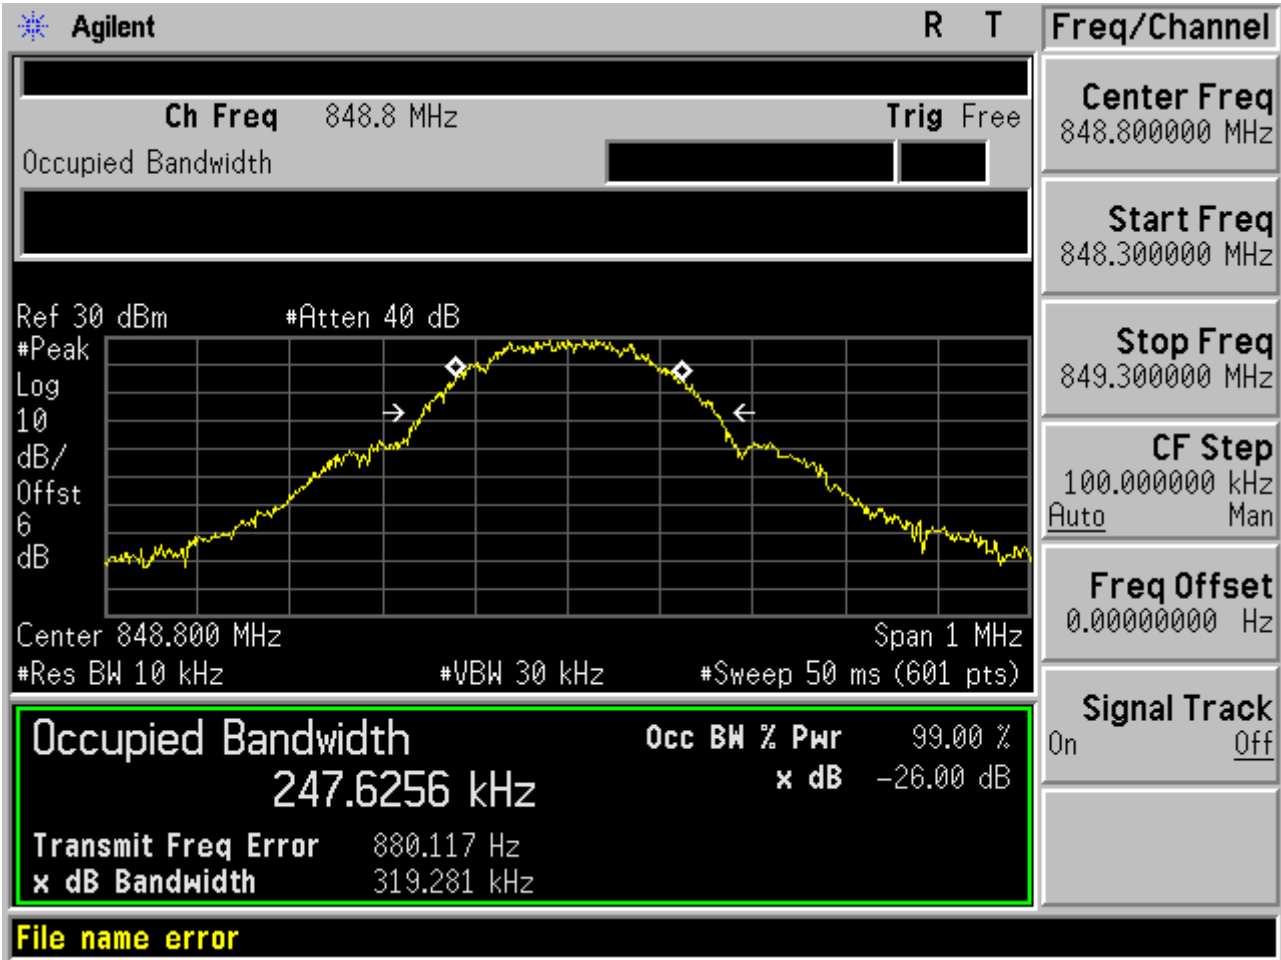 Agilent R T Freq/Channel
Ch Freq 848.8 MHz Trig Free
Occupied Bandwidth
Center Freq
848.800000 MHz
Start Freq
848.300000 MHz
Stop Freq
849.300000 MHz
CF Step
100.000000 kHz
Auto Man
Freq Offset
0.00000000 Hz
Signal Track
On Off
Ref 30 dBm #Atten 40 dB
#Peak
Log
10
dB/
Offst
6
dB
Center 848.800 MHz Span 1 MHz
#Res BW 10 kHz #VBW 30 kHz #Sweep 50 ms (601 pts)
Occupied Bandwidth Occ BW % Pwr 99.00 %
247.6256 kHz x dB -26.00 dB
Transmit Freq Error 880.117 Hz
x dB Bandwidth 319.281 kHz
File name error